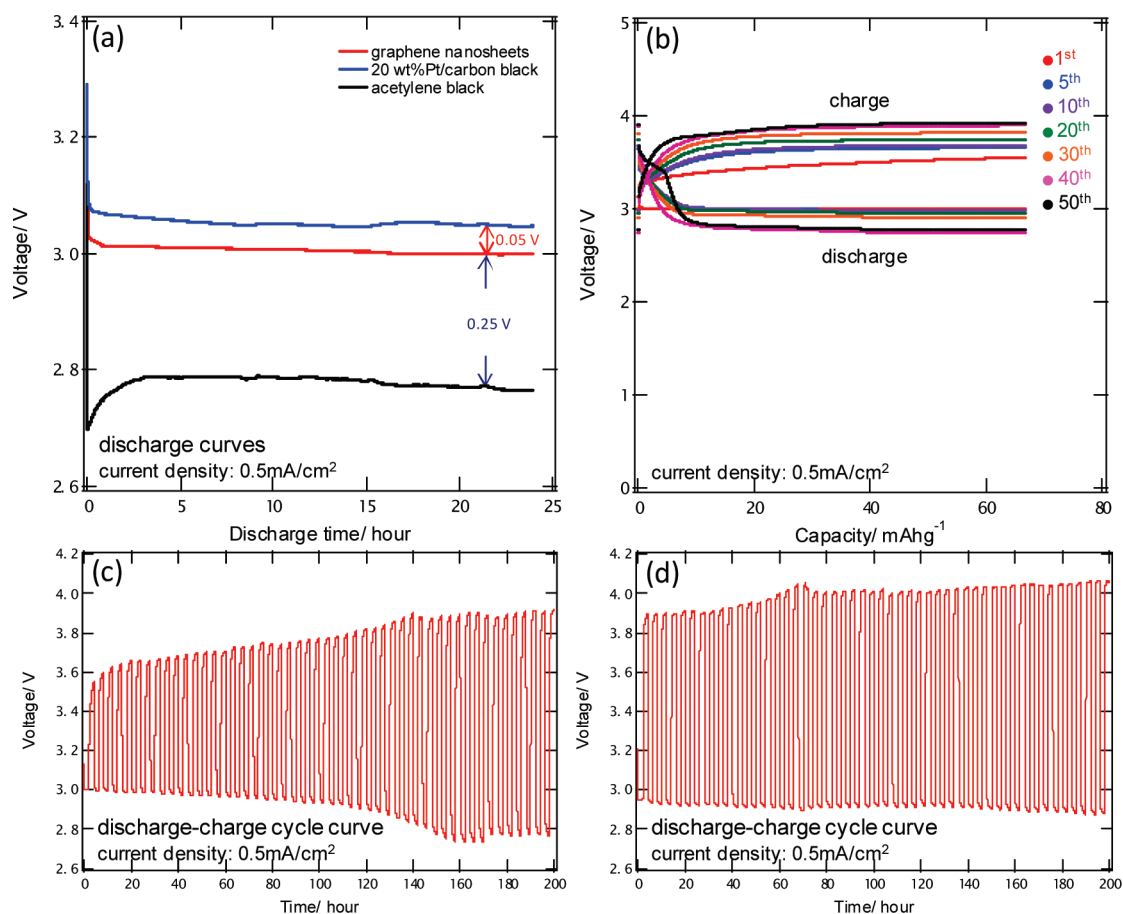 (a)
3.4
3.2
3.0
2.8
2.6
Voltage/ V
graphene nanosheets
20 wt%Pt/carbon black
acetylene black
0.05 V
0.25 V
discharge curves
current density: 0.5mA/cm²
0 5 10 15 20 25
Discharge time/ hour
(b)
5
4
3
2
1
0
Voltage/ V
charge
discharge
1st
5th
10th
20th
30th
40th
50th
current density: 0.5mA/cm²
0 20 40 60 80
Capacity/ mAhg⁻¹
(c)
4.2
4.0
3.8
3.6
3.4
3.2
3.0
2.8
2.6
Voltage/ V
discharge-charge cycle curve
current density: 0.5mA/cm²
0 20 40 60 80 100 120 140 160 180 200
Time/ hour
(d)
4.2
4.0
3.8
3.6
3.4
3.2
3.0
2.8
2.6
Voltage/ V
discharge-charge cycle curve
current density: 0.5mA/cm²
0 20 40 60 80 100 120 140 160 180 200
Time/ hour